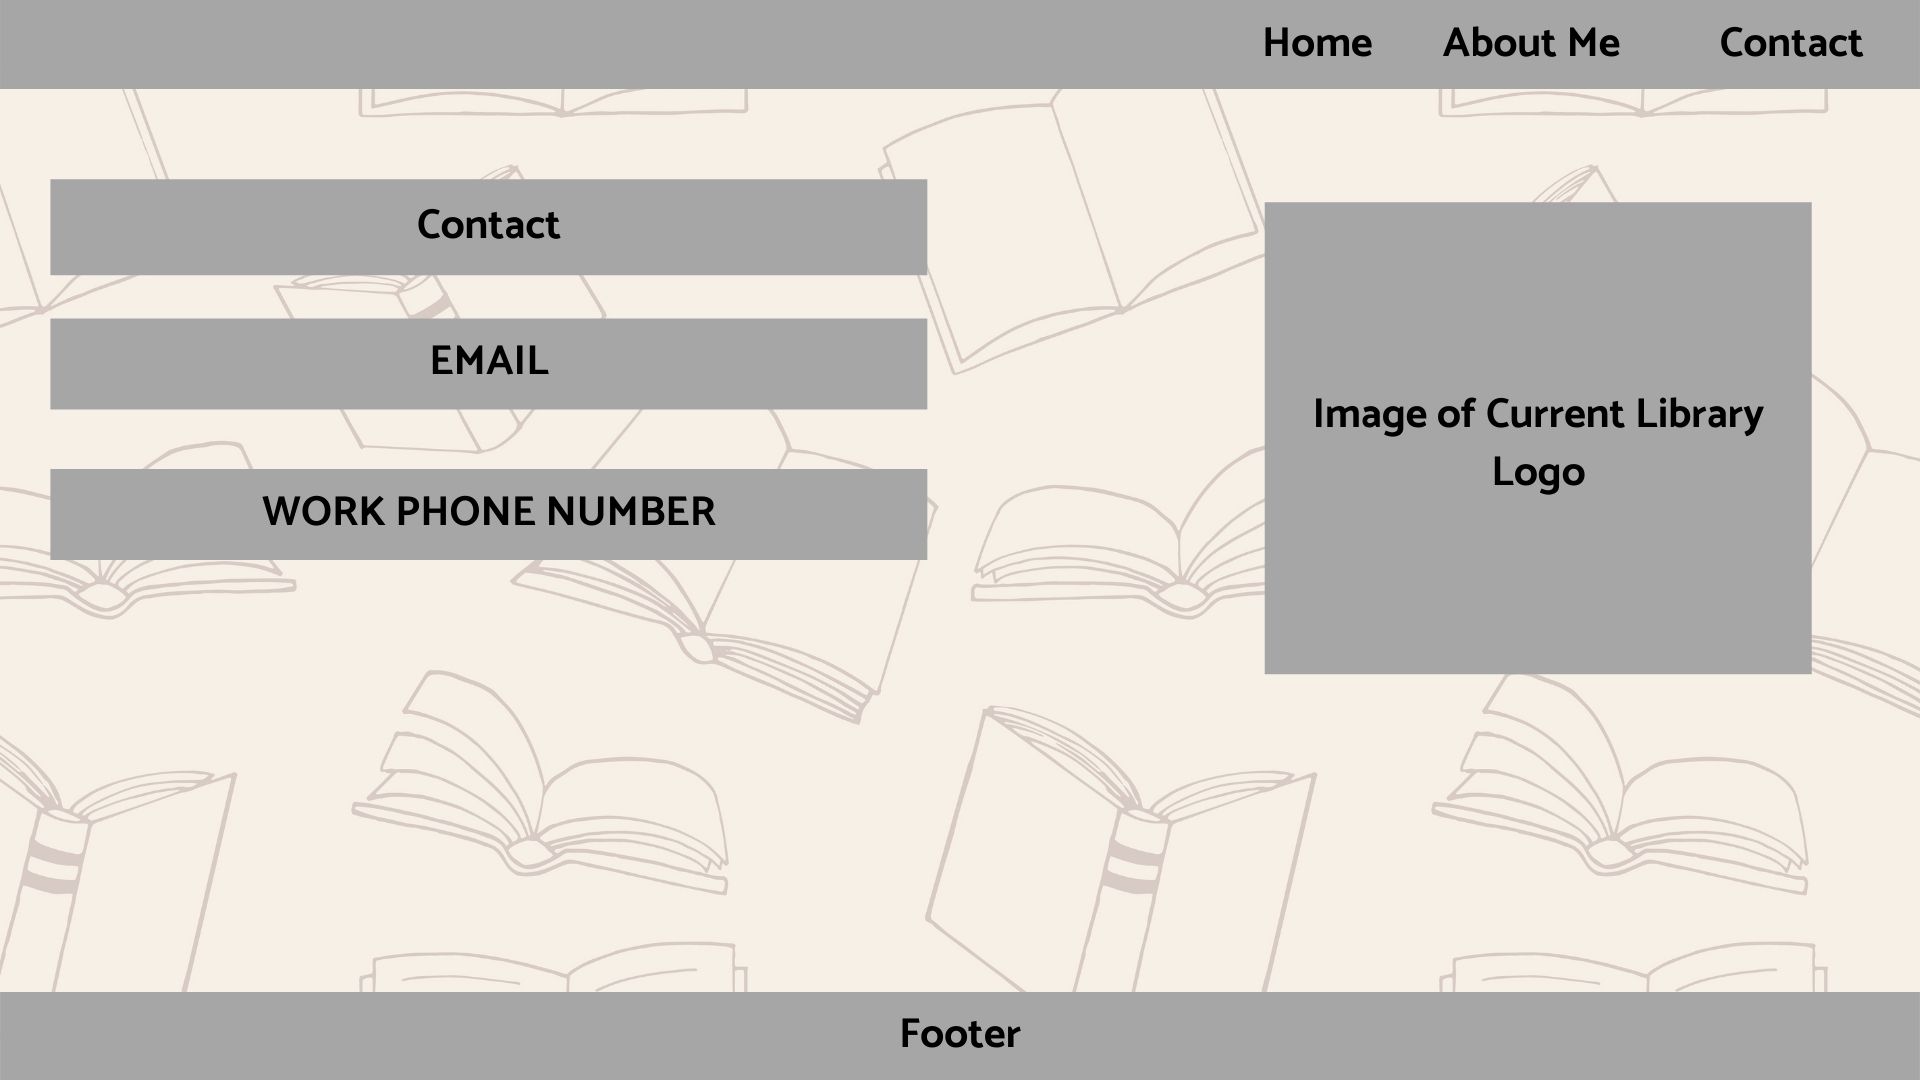 Home About Me Contact
Contact
EMAIL
WORK PHONE NUMBER
Image of Current Library
Logo
Footer